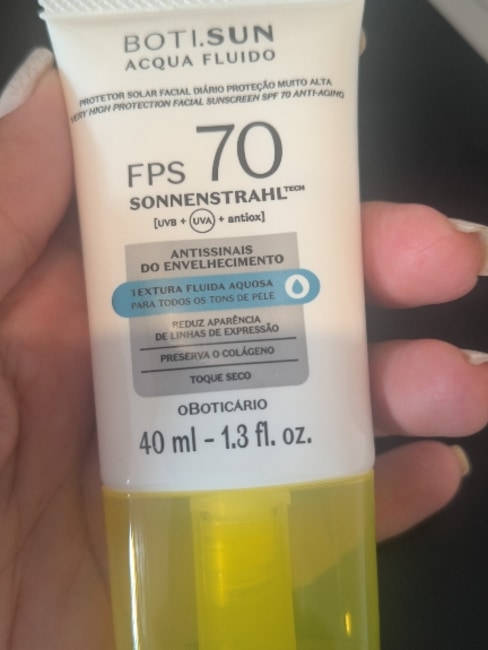 BOTI.SUN
ACQUA FLUIDO
PROTETOR SOLAR FACIAL DIÁRIO PROTEÇÃO MUITO ALTA
VERY HIGH PROTECTION FACIAL SUNSCREEN SPF 70 ANTI-AGING
FPS 70
SONNENSTRAHL TECH
[UVB + UVA + antiox]
ANTISSINAIS
DO ENVELHECIMENTO
TEXTURA FLUIDA AQUOSA
PARA TODOS OS TONS DE PELE
REDUZ APARÊNCIA
DE LINHAS DE EXPRESSÃO
PRESERVA O COLÁGENO
TOQUE SECO
OBOTICÁRIO
40 ml - 1.3 fl. oz.